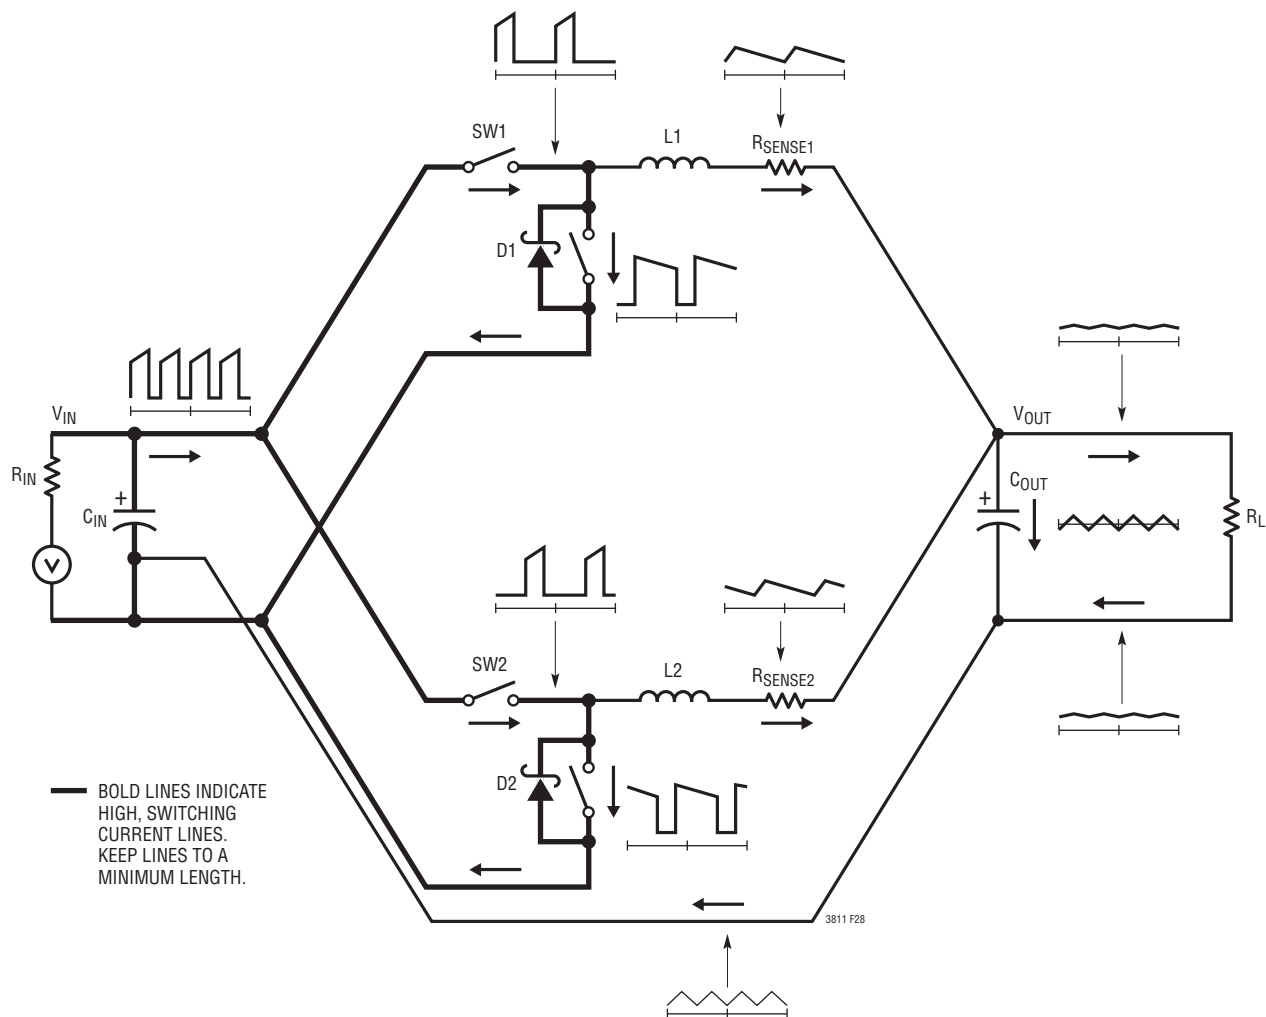 SW1
L1
RSENSE1
D1
VIN
RIN
+
CIN
V
VOUT
+
COUT
RL
SW2
L2
RSENSE2
D2
BOLD LINES INDICATE
HIGH, SWITCHING
CURRENT LINES.
KEEP LINES TO A
MINIMUM LENGTH.
3811 F28